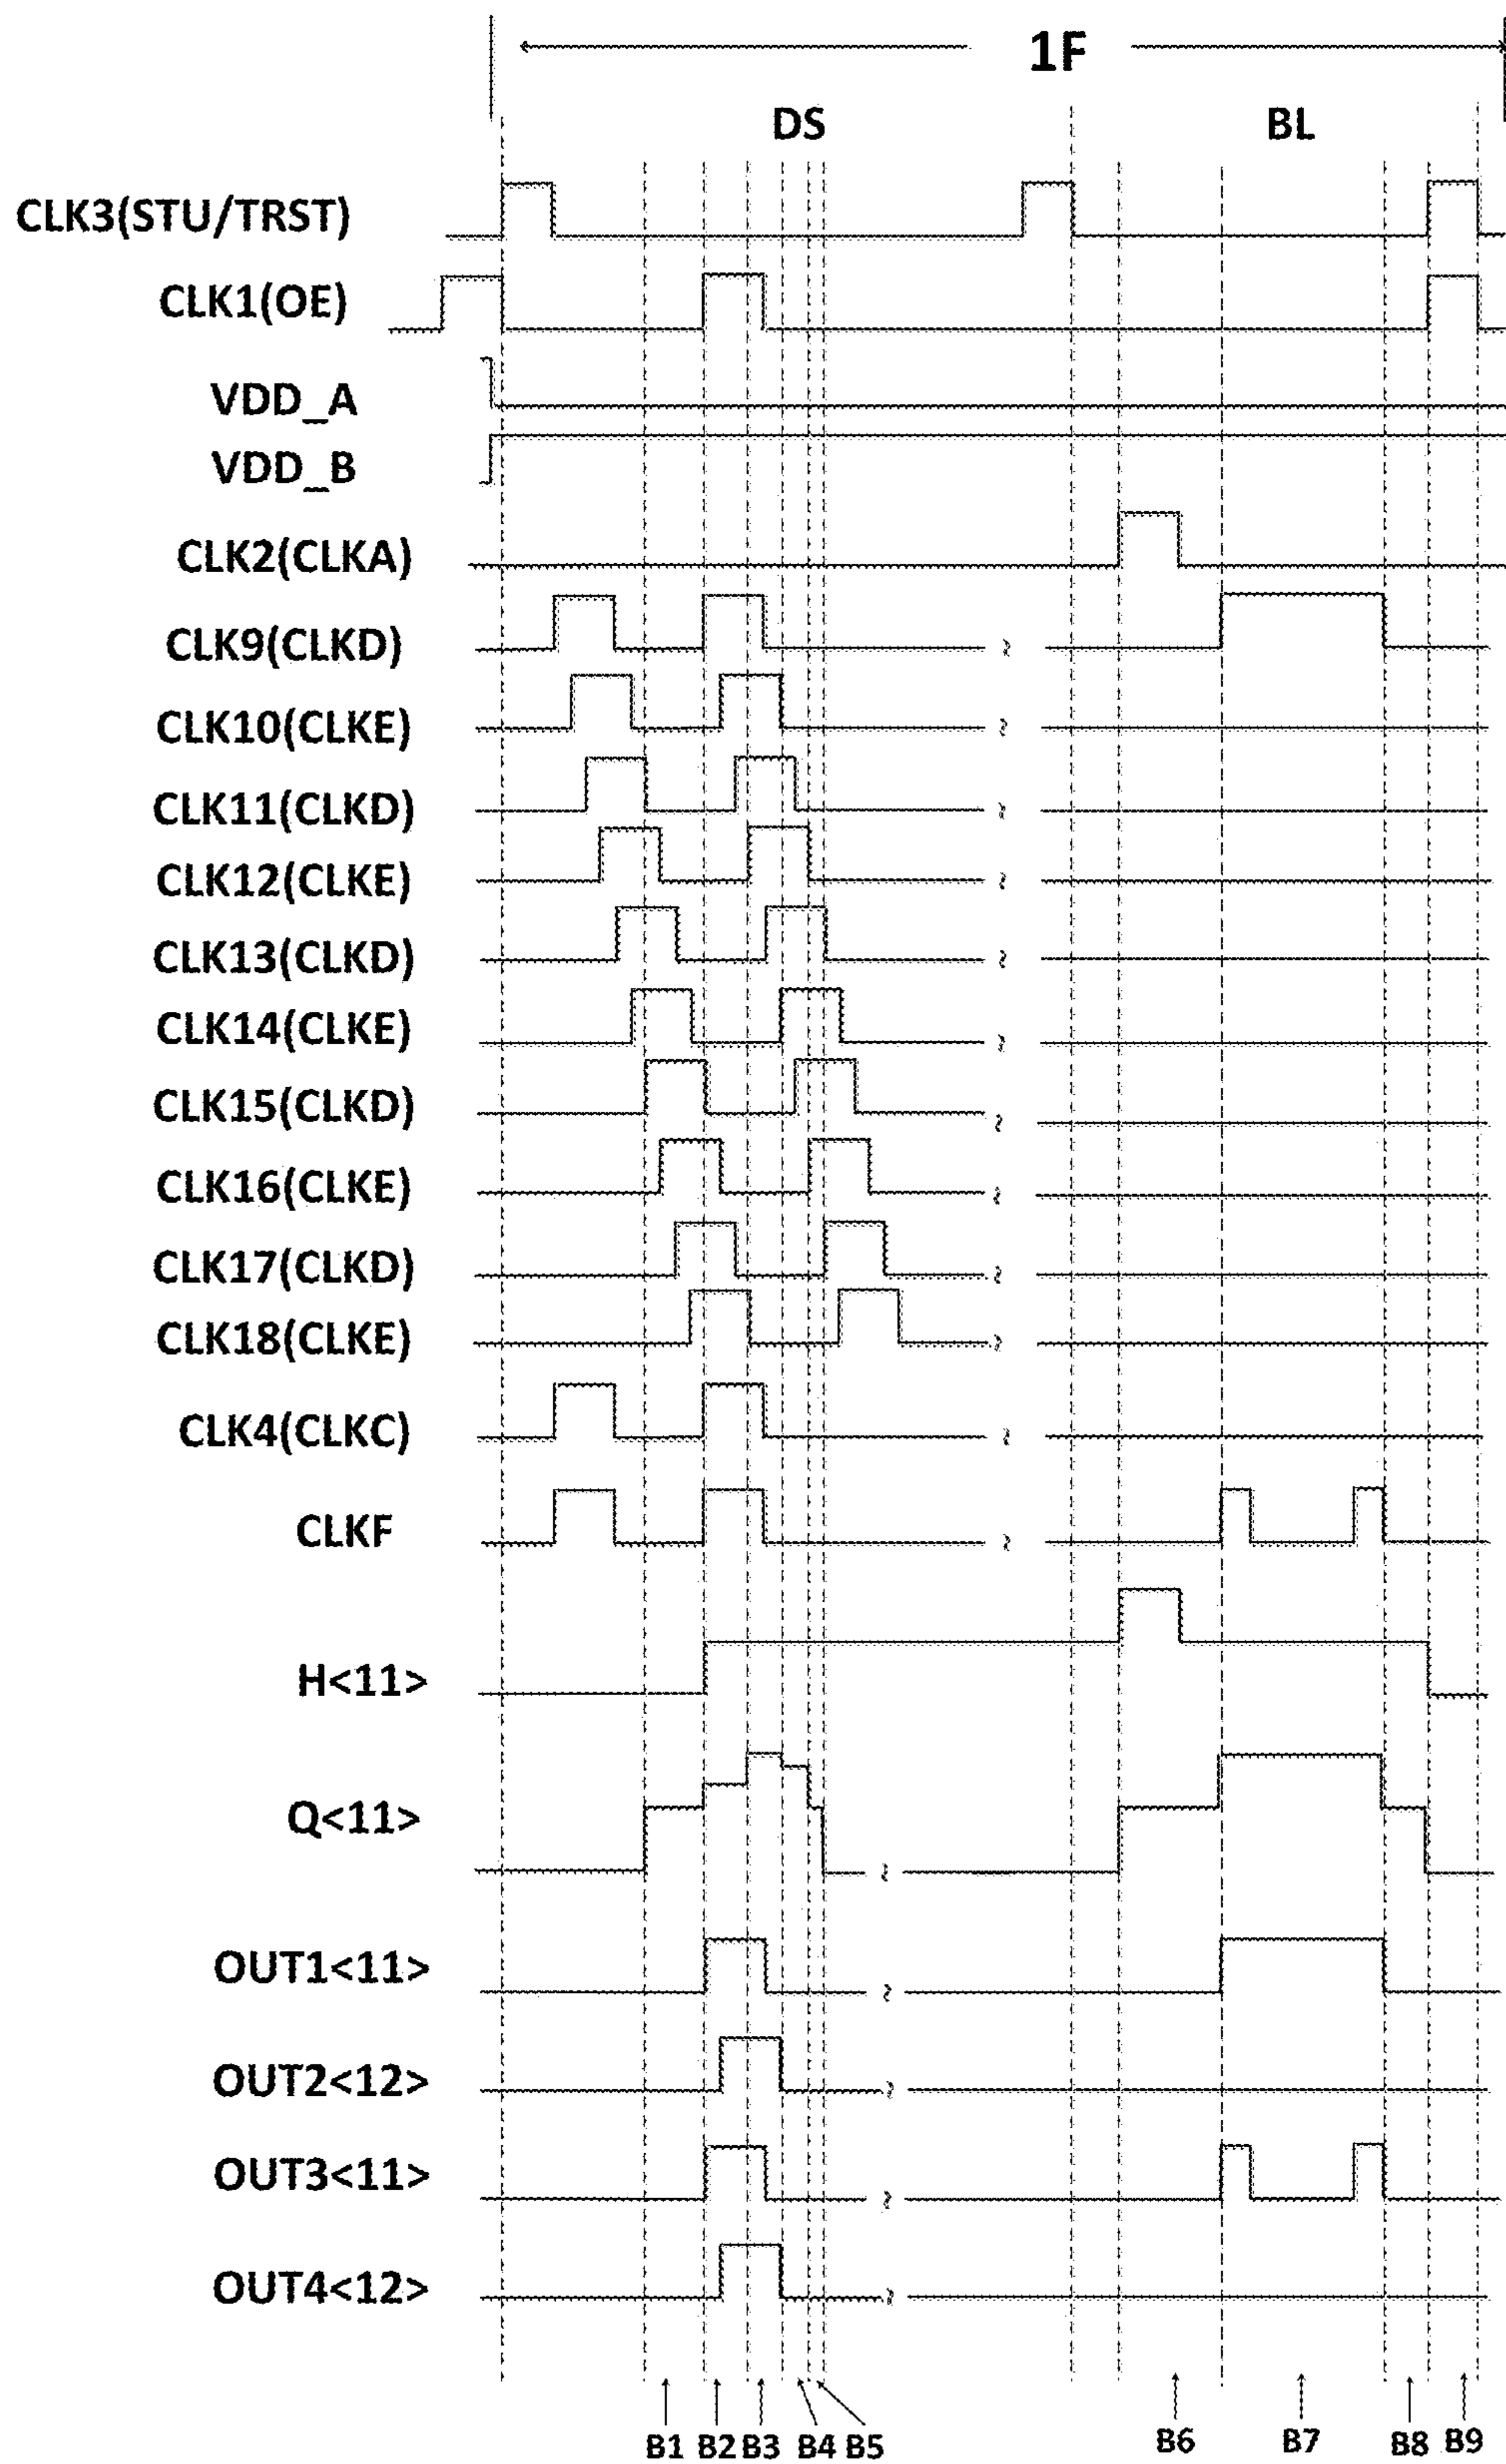 1F
DS BL
CLK3(STU/TRST)
CLK1(OE)
VDD_A
VDD_B
CLK2(CLKA)
CLK9(CLKD)
CLK10(CLKE)
CLK11(CLKD)
CLK12(CLKE)
CLK13(CLKD)
CLK14(CLKE)
CLK15(CLKD)
CLK16(CLKE)
CLK17(CLKD)
CLK18(CLKE)
CLK4(CLKC)
CLKF
H<11>
Q<11>
OUT1<11>
OUT2<12>
OUT3<11>
OUT4<12>
B1 B2 B3 B4 B5 B6 B7 B8 B9